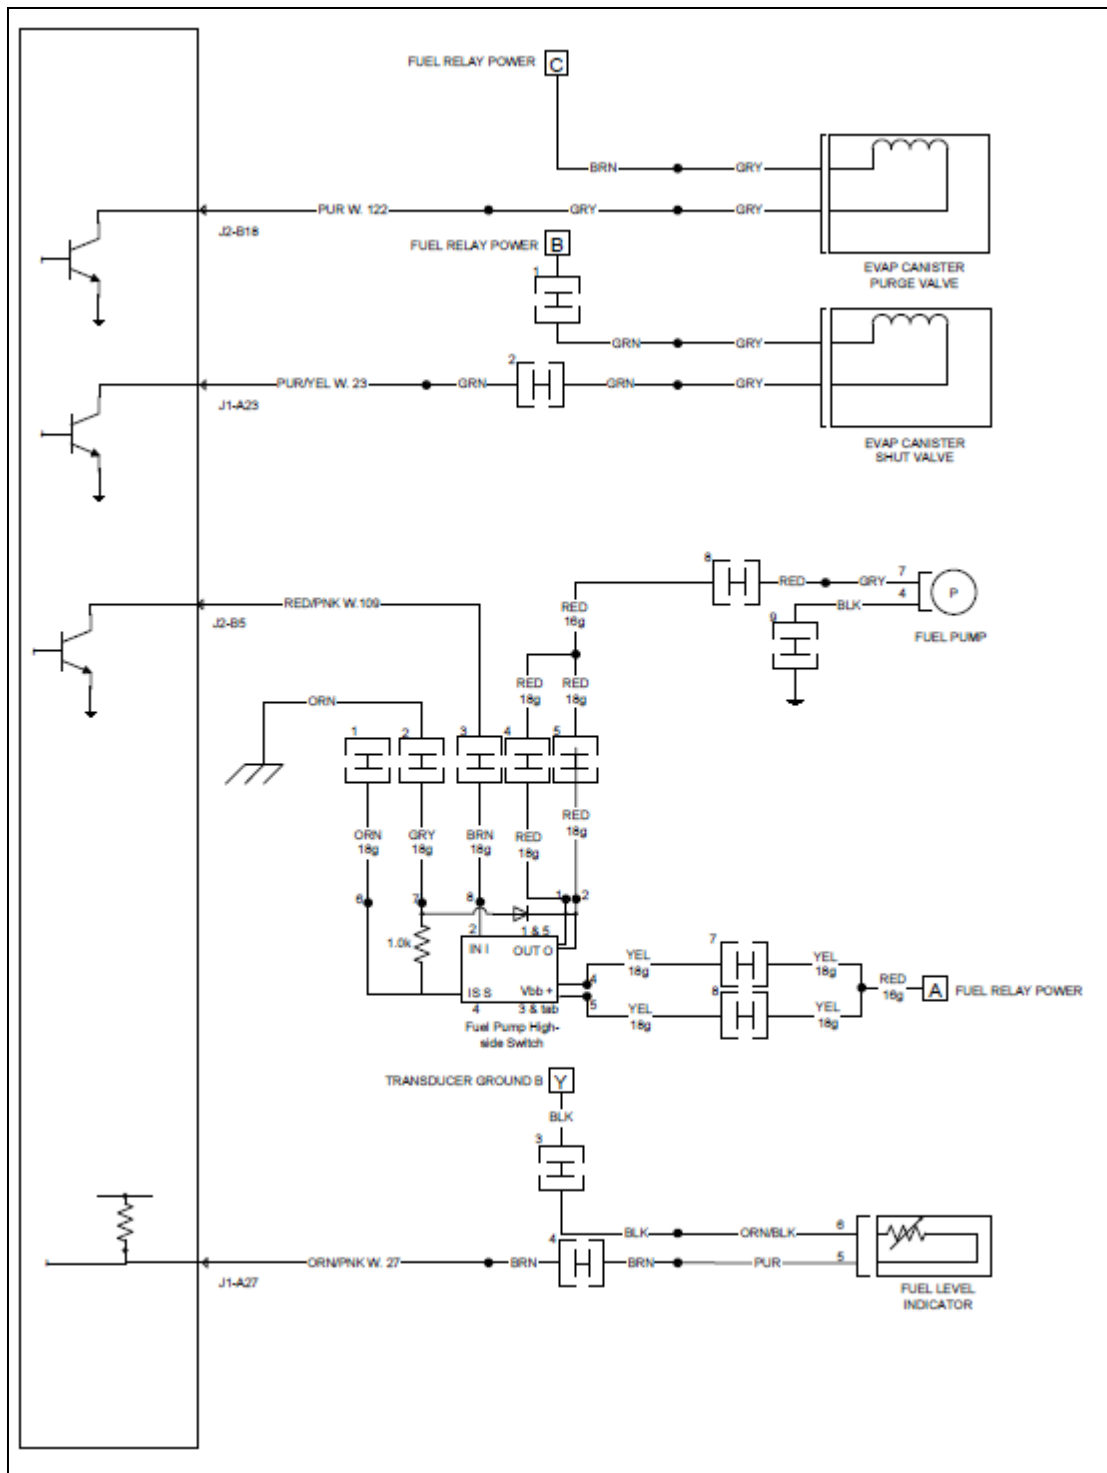 FUEL RELAY POWER C
BRN GRY
PUR W. 122 GRY GRY
J2-B18
FUEL RELAY POWER B
EVAP CANISTER
PURGE VALVE
1
GRN GRY
2
PUR/YEL W. 23 GRN GRN GRY
J1-A23
EVAP CANISTER
SHUT VALVE
8
RED GRY 7
P
RED/PNK W.109
RED
16g
BLK 4
J2-B5
9
FUEL PUMP
RED
18g
RED
18g
ORN
1 2 3 4 5
ORN
18g
GRY
18g
BRN
18g
RED
18g
RED
18g
6 7 8 1 2
2 1 & 5
1.0k
IN I OUT O
7
YEL
18g
YEL
18g
4
ISS S Vbb +
5
8
RED
16g
A FUEL RELAY POWER
4 3 & tab
YEL
18g
YEL
18g
Fuel Pump High-
side Switch
TRANSDUCER GROUND B Y
BLK
3
BLK ORN/BLK 6
4
ORN/PNK W. 27 BRN BRN PUR 5
J1-A27
FUEL LEVEL
INDICATOR